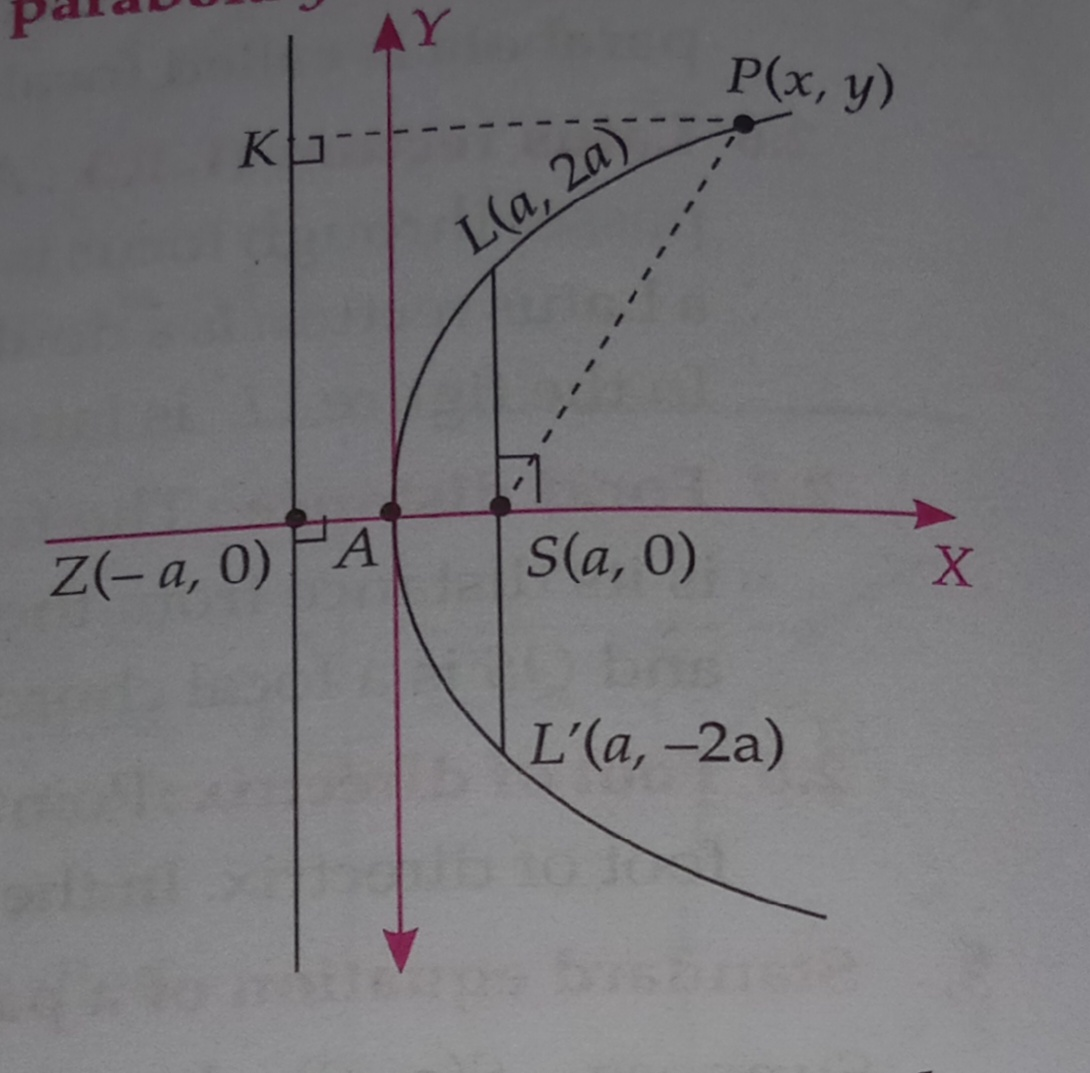 Y
P(x, y)
K
L(a, 2a)
Z(– a, 0)
A
S(a, 0)
X
L′(a, –2a)